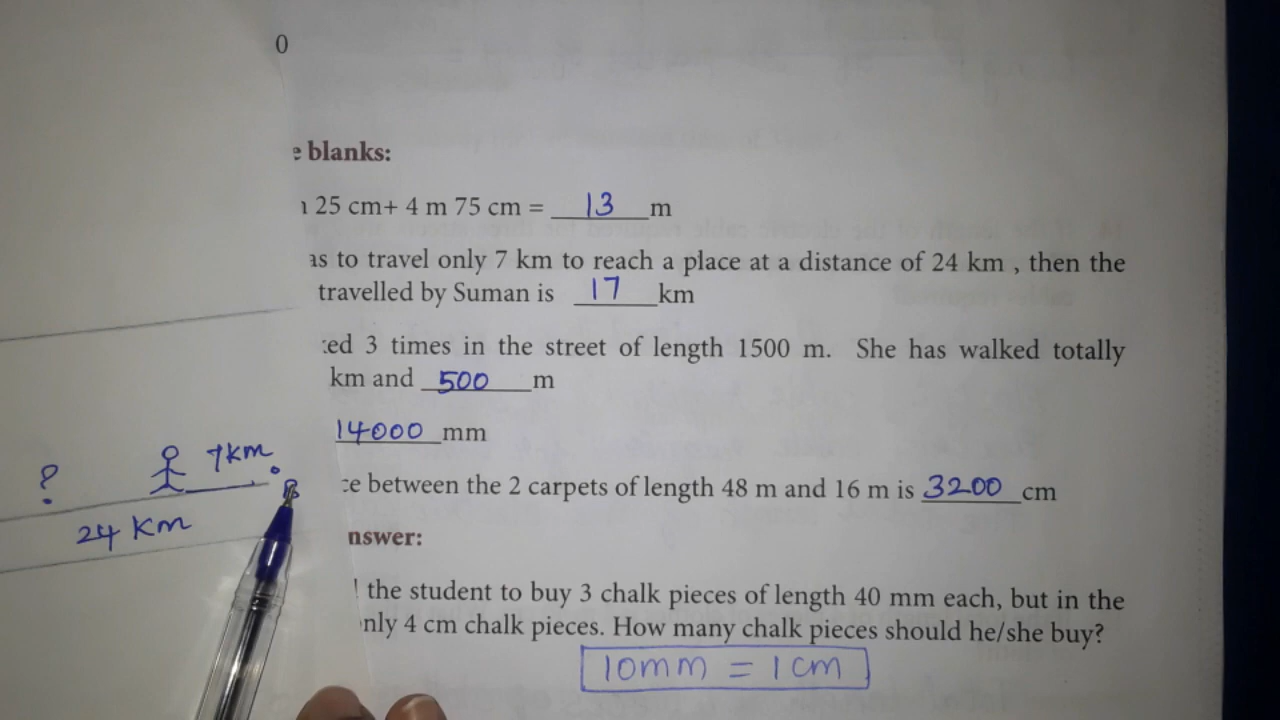 0
e blanks:
25 cm+ 4 m 75 cm = 13 m
as to travel only 7 km to reach a place at a distance of 24 km , then the
travelled by Suman is 17 km
ed 3 times in the street of length 1500 m. She has walked totally
km and 500 m
14000 mm
? 7km
ce between the 2 carpets of length 48 m and 16 m is 3200 cm
24 Km
nswer:
the student to buy 3 chalk pieces of length 40 mm each, but in the
nly 4 cm chalk pieces. How many chalk pieces should he/she buy?
10mm = 1cm